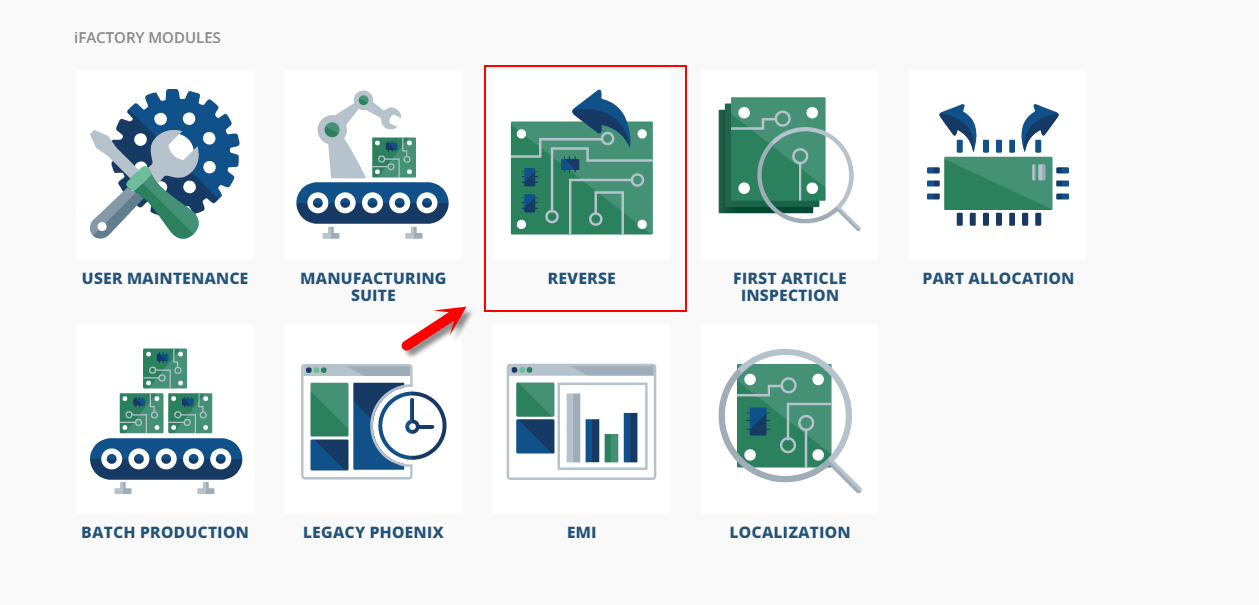 iFACTORY MODULES
USER MAINTENANCE
MANUFACTURING
SUITE
REVERSE
FIRST ARTICLE
INSPECTION
PART ALLOCATION
BATCH PRODUCTION
LEGACY PHOENIX
EMI
LOCALIZATION